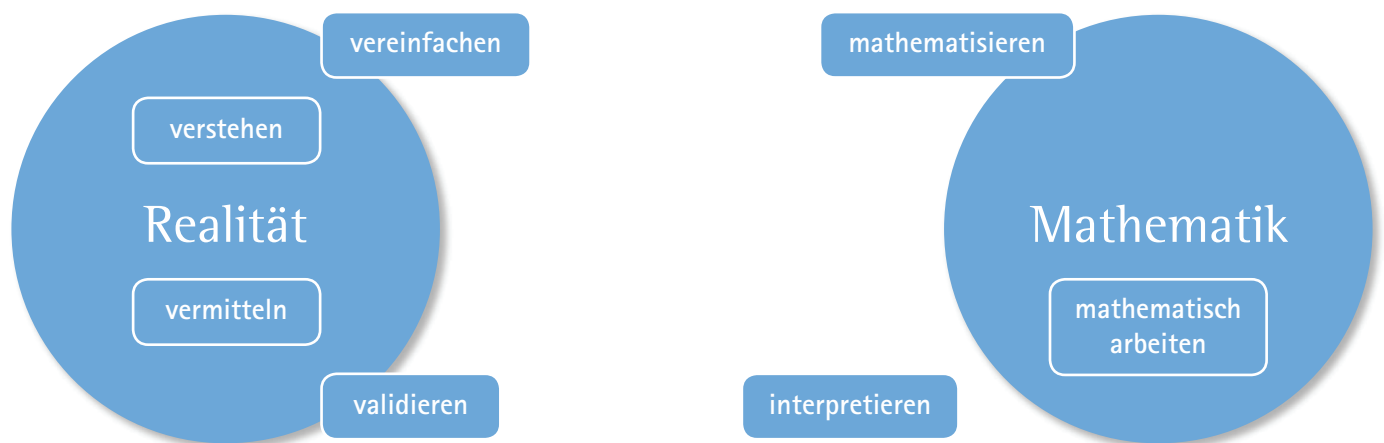 vereinfachen
mathematisieren
verstehen
Realität
Mathematik
vermitteln
mathematisch
arbeiten
validieren
interpretieren